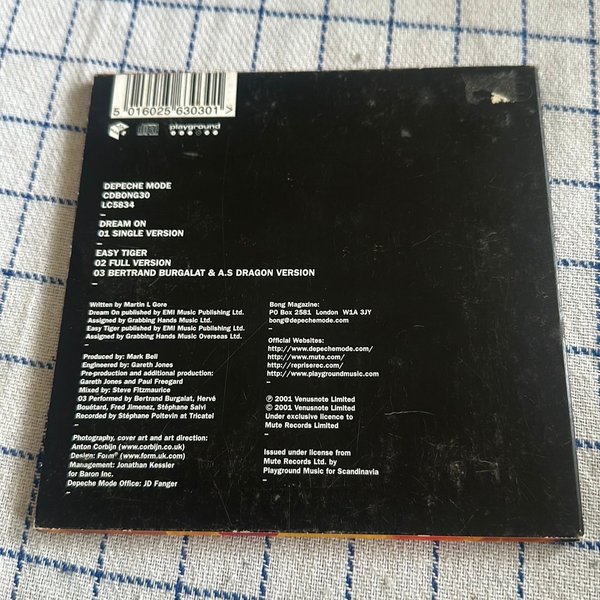 5 016025 630301 >
playground
DEPECHE MODE
CDBONG30
LC5834
–
DREAM ON
01 SINGLE VERSION
–
EASY TIGER
02 FULL VERSION
03 BERTRAND BURGALAT & A.S DRAGON VERSION
–
Written by Martin L Gore
Dream On published by EMI Music Publishing Ltd.
Assigned by Grabbing Hands Music Ltd.
Easy Tiger published by EMI Music Publishing Ltd.
Assigned by Grabbing Hands Music Overseas Ltd.
–
Produced by: Mark Bell
Engineered by: Gareth Jones
Pre-production and additional production:
Gareth Jones and Paul Freegard
Mixed by: Steve Fitzmaurice
03 Performed by Bertrand Burgalat, Hervé
Bouétard, Fred Jimenez, Stéphane Salvi
Recorded by Stéphane Poitevin at Tricatel
–
Photography, cover art and art direction:
Anton Corbijn (www.corbijn.co.uk)
Design: Form® (www.form.uk.com)
Management: Jonathan Kessler
for Baron Inc.
Depeche Mode Office: JD Fanger
–
Bong Magazine:
PO Box 2581 London W1A 3JY
bong@depechemode.com
–
Official Websites:
http://www.depechemode.com/
http://www.mute.com/
http://repriserec.com/
http://www.playgroundmusic.com
–
℗ 2001 Venusnote Limited
© 2001 Venusnote Limited
Under exclusive licence to
Mute Records Limited
–
Issued under license from
Mute Records Ltd. by
Playground Music for Scandinavia
–